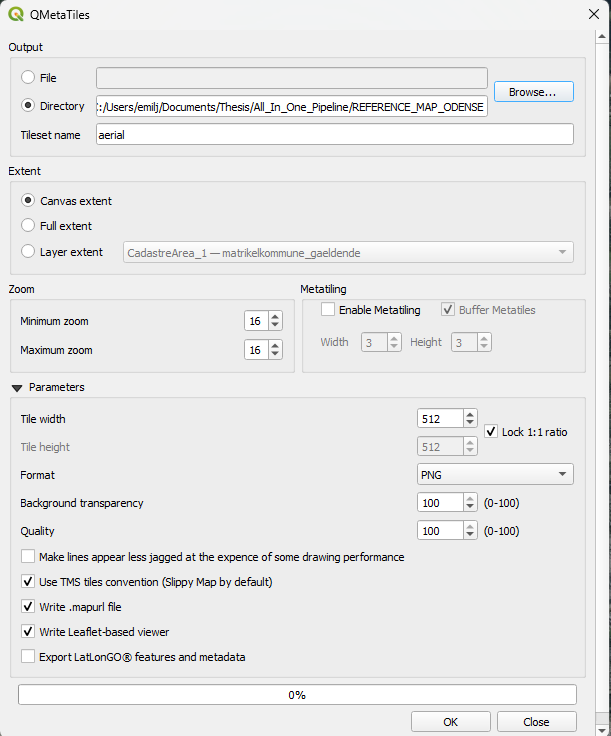 QMetaTiles
Output
File
Directory :/Users/emilj/Documents/Thesis/All_In_One_Pipeline/REFERENCE_MAP_ODENSE
Browse...
Tileset name aerial
Extent
Canvas extent
Full extent
Layer extent CadastreArea_1 — matrikelkommune_gaeldende
Zoom
Minimum zoom 16
Maximum zoom 16
Metatiling
Enable Metatiling Buffer Metatiles
Width 3 Height 3
Parameters
Tile width 512
Lock 1:1 ratio
Tile height 512
Format PNG
Background transparency 100 (0-100)
Quality 100 (0-100)
Make lines appear less jagged at the expence of some drawing performance
Use TMS tiles convention (Slippy Map by default)
Write .mapurl file
Write Leaflet-based viewer
Export LatLonGO® features and metadata
0%
OK Close